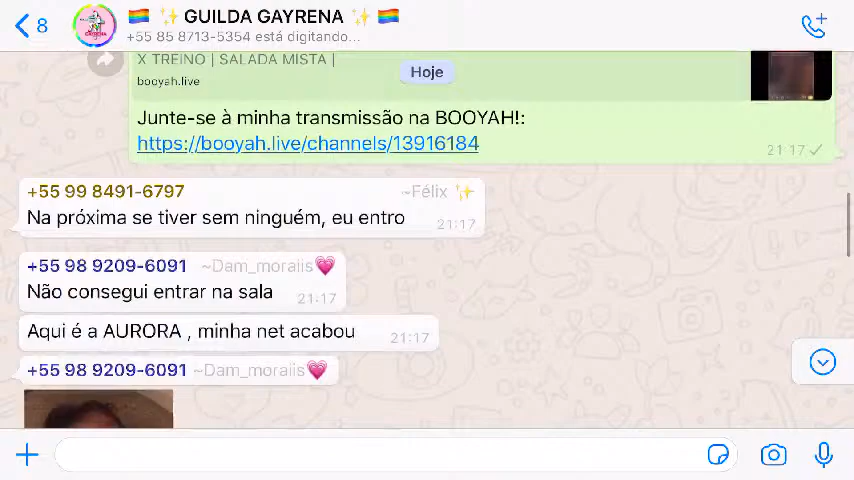 8
🏳️‍🌈 ✨ GUILDA GAYRENA ✨ 🏳️‍🌈
+55 85 8713-5354 está digitando...
X TREINO | SALADA MISTA |
booyah.live
Hoje
Junte-se à minha transmissão na BOOYAH!:
https://booyah.live/channels/13916184
21:17
+55 99 8491-6797 ~Félix ✨
Na próxima se tiver sem ninguém, eu entro
21:17
+55 98 9209-6091 ~Dam_moraiis💗
Não consegui entrar na sala
21:17
Aqui é a AURORA , minha net acabou
21:17
+55 98 9209-6091 ~Dam_moraiis💗